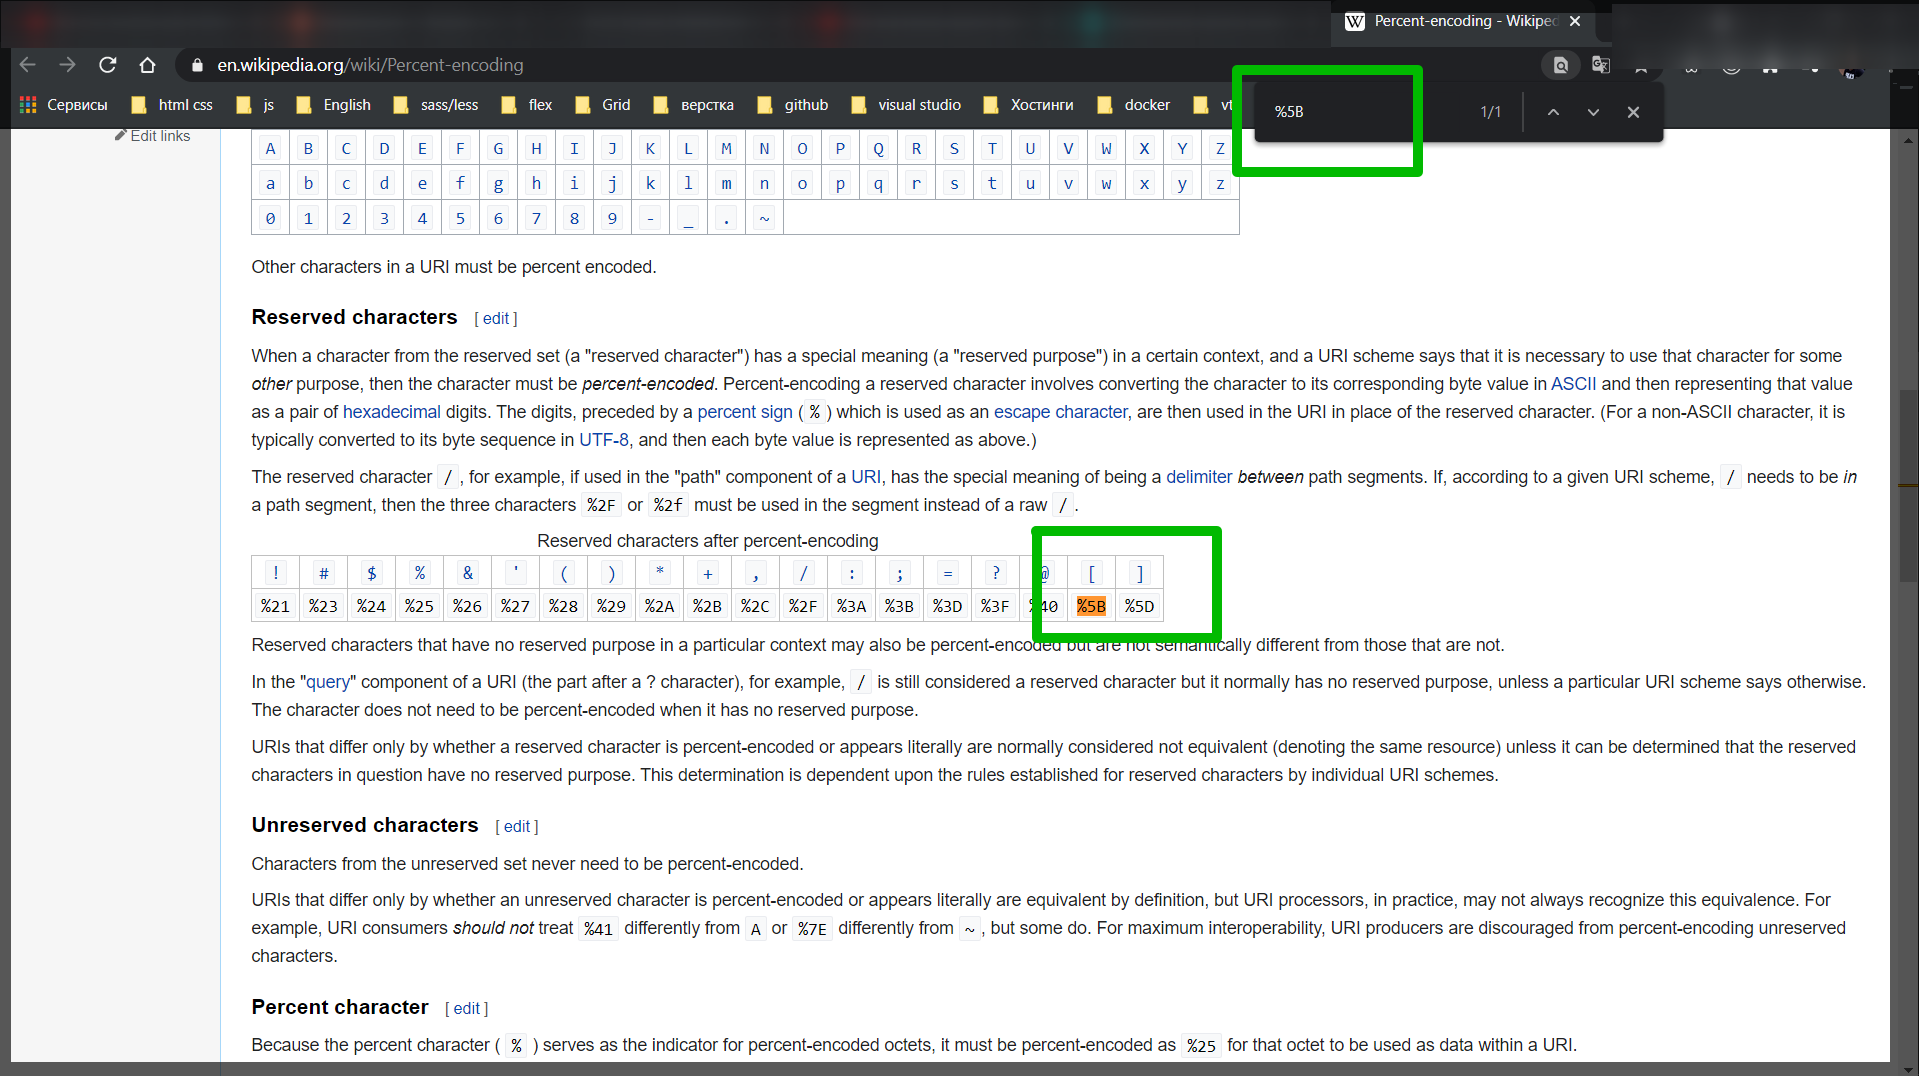 Percent-encoding - Wikiped
en.wikipedia.org/wiki/Percent-encoding
Сервисы html css js English sass/less flex Grid верстка github visual studio Хостинги docker vt
%5B 1/1
Edit links
A B C D E F G H I J K L M N O P Q R S T U V W X Y Z
a b c d e f g h i j k l m n o p q r s t u v w x y z
0 1 2 3 4 5 6 7 8 9 - _ . ~
Other characters in a URI must be percent encoded.
Reserved characters [ edit ]
When a character from the reserved set (a "reserved character") has a special meaning (a "reserved purpose") in a certain context, and a URI scheme says that it is necessary to use that character for some
other purpose, then the character must be percent-encoded. Percent-encoding a reserved character involves converting the character to its corresponding byte value in ASCII and then representing that value
as a pair of hexadecimal digits. The digits, preceded by a percent sign ( % ) which is used as an escape character, are then used in the URI in place of the reserved character. (For a non-ASCII character, it is
typically converted to its byte sequence in UTF-8, and then each byte value is represented as above.)
The reserved character / , for example, if used in the "path" component of a URI, has the special meaning of being a delimiter between path segments. If, according to a given URI scheme, / needs to be in
a path segment, then the three characters %2F or %2f must be used in the segment instead of a raw / .
Reserved characters after percent-encoding
! # $ % & ' ( ) * + , / : ; = ? @ [ ]
%21 %23 %24 %25 %26 %27 %28 %29 %2A %2B %2C %2F %3A %3B %3D %3F %40 %5B %5D
Reserved characters that have no reserved purpose in a particular context may also be percent-encoded but are not semantically different from those that are not.
In the "query" component of a URI (the part after a ? character), for example, / is still considered a reserved character but it normally has no reserved purpose, unless a particular URI scheme says otherwise.
The character does not need to be percent-encoded when it has no reserved purpose.
URIs that differ only by whether a reserved character is percent-encoded or appears literally are normally considered not equivalent (denoting the same resource) unless it can be determined that the reserved
characters in question have no reserved purpose. This determination is dependent upon the rules established for reserved characters by individual URI schemes.
Unreserved characters [ edit ]
Characters from the unreserved set never need to be percent-encoded.
URIs that differ only by whether an unreserved character is percent-encoded or appears literally are equivalent by definition, but URI processors, in practice, may not always recognize this equivalence. For
example, URI consumers should not treat %41 differently from A or %7E differently from ~ , but some do. For maximum interoperability, URI producers are discouraged from percent-encoding unreserved
characters.
Percent character [ edit ]
Because the percent character ( % ) serves as the indicator for percent-encoded octets, it must be percent-encoded as %25 for that octet to be used as data within a URI.